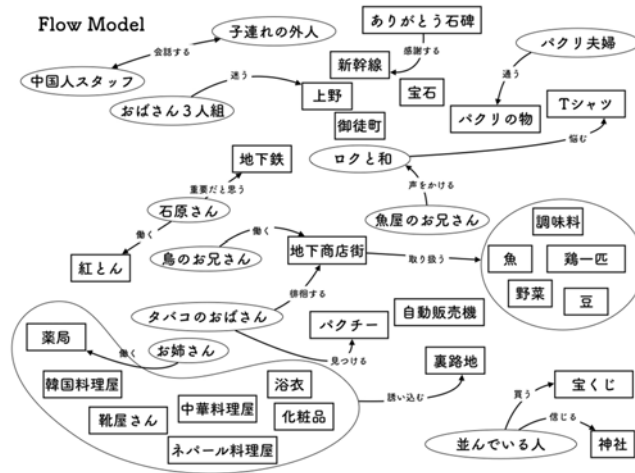 Flow Model
子連れの外人
ありがとう石碑
パクリ夫婦
会話する
感謝する
中国人スタッフ
迷う
新幹線
通う
おばさん3人組
上野
宝石
パクリの物
Tシャツ
御徒町
悩む
ロクと和
地下鉄
重要だと思う
声をかける
石原さん
魚屋のお兄さん
働く
働く
調味料
紅とん
鳥のお兄さん
地下商店街
取り扱う
魚
鶏一匹
徘徊する
野菜
豆
タバコのおばさん
自動販売機
薬局
働く
お姉さん
パクチー
見つける
韓国料理屋
浴衣
裏路地
靴屋さん
中華料理屋
化粧品
誘い込む
買う
宝くじ
信じる
ネパール料理屋
並んでいる人
神社